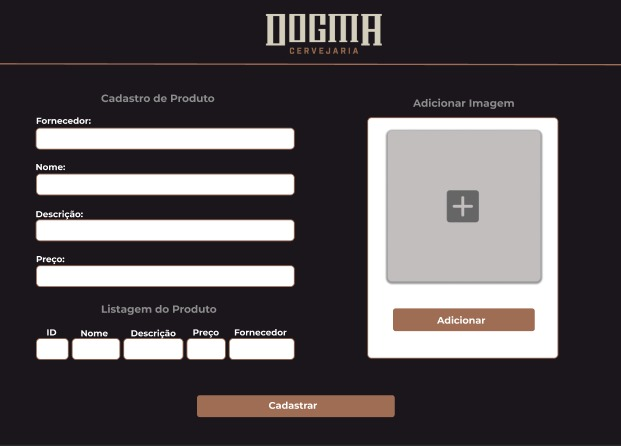 DOGMA
CERVEJARIA
Cadastro de Produto
Fornecedor:
Nome:
Descrição:
Preço:
Listagem do Produto
ID Nome Descrição Preço Fornecedor
Adicionar Imagem
Adicionar
Cadastrar